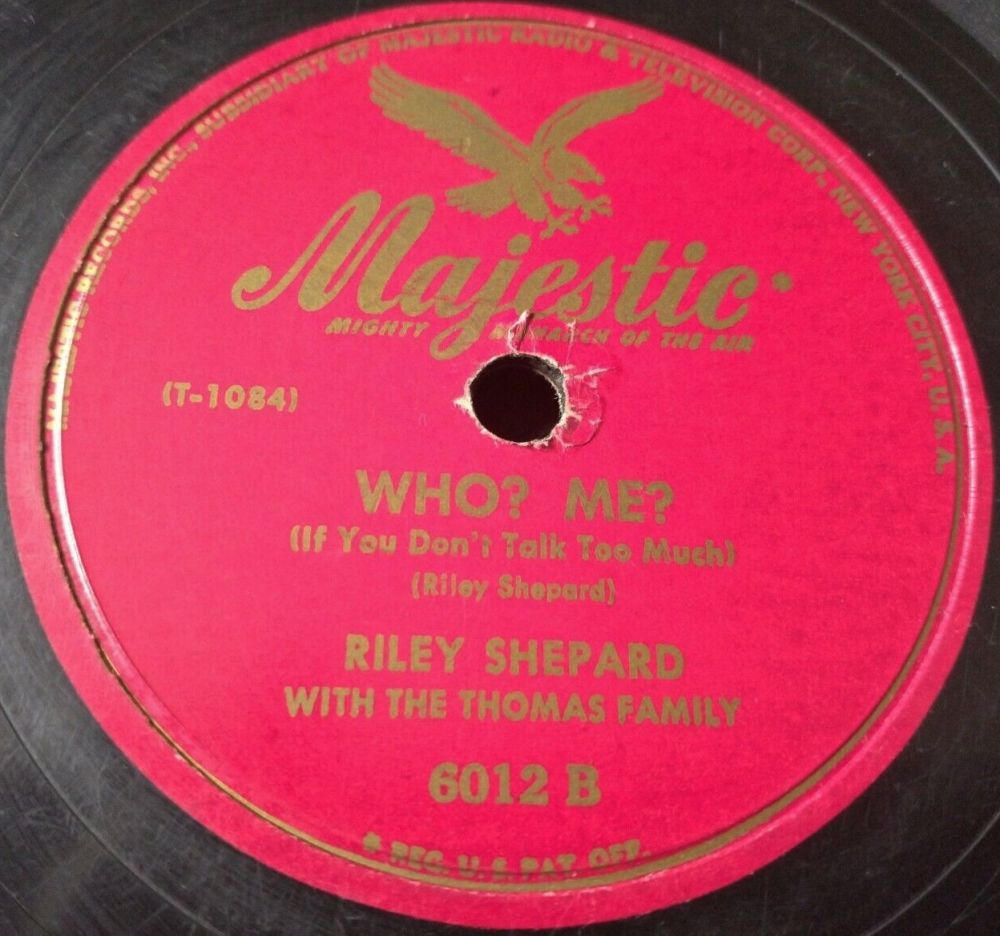 MAJESTIC RECORDS, INC., SUBSIDIARY OF MAJESTIC RADIO & TELEVISION CORP., NEW YORK CITY, U. S. A.
Majestic*
MIGHTY MONARCH OF THE AIR
(T-1084)
WHO? ME?
(If You Don't Talk Too Much)
(Riley Shepard)
RILEY SHEPARD
WITH THE THOMAS FAMILY
6012 B
* REG. U. S. PAT. OFF.